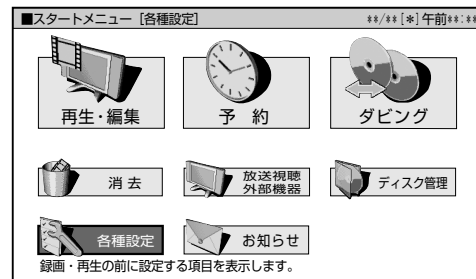 ■スタートメニュー［各種設定］ **/**[*]午前**:**
再生・編集 予約 ダビング
消去 放送視聴 外部機器 ディスク管理
各種設定 お知らせ
録画・再生の前に設定する項目を表示します。